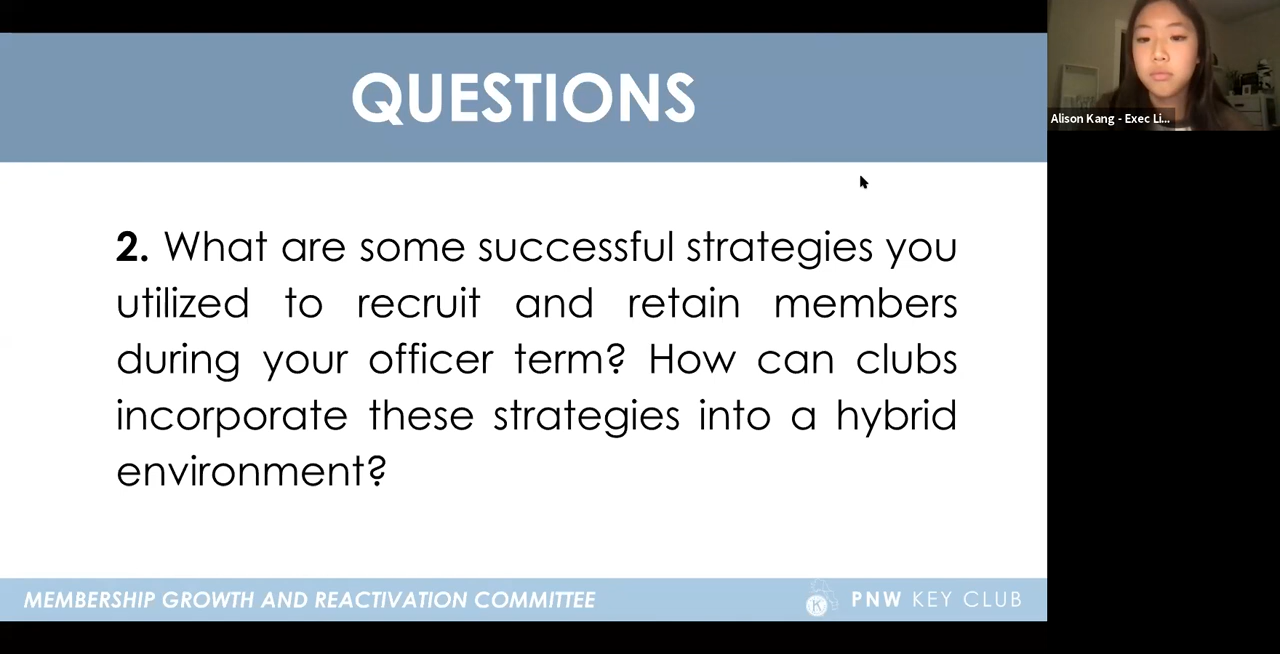 QUESTIONS
Alison Kang - Exec Li...
2. What are some successful strategies you
utilized to recruit and retain members
during your officer term? How can clubs
incorporate these strategies into a hybrid
environment?
MEMBERSHIP GROWTH AND REACTIVATION COMMITTEE
K
PNW KEY CLUB